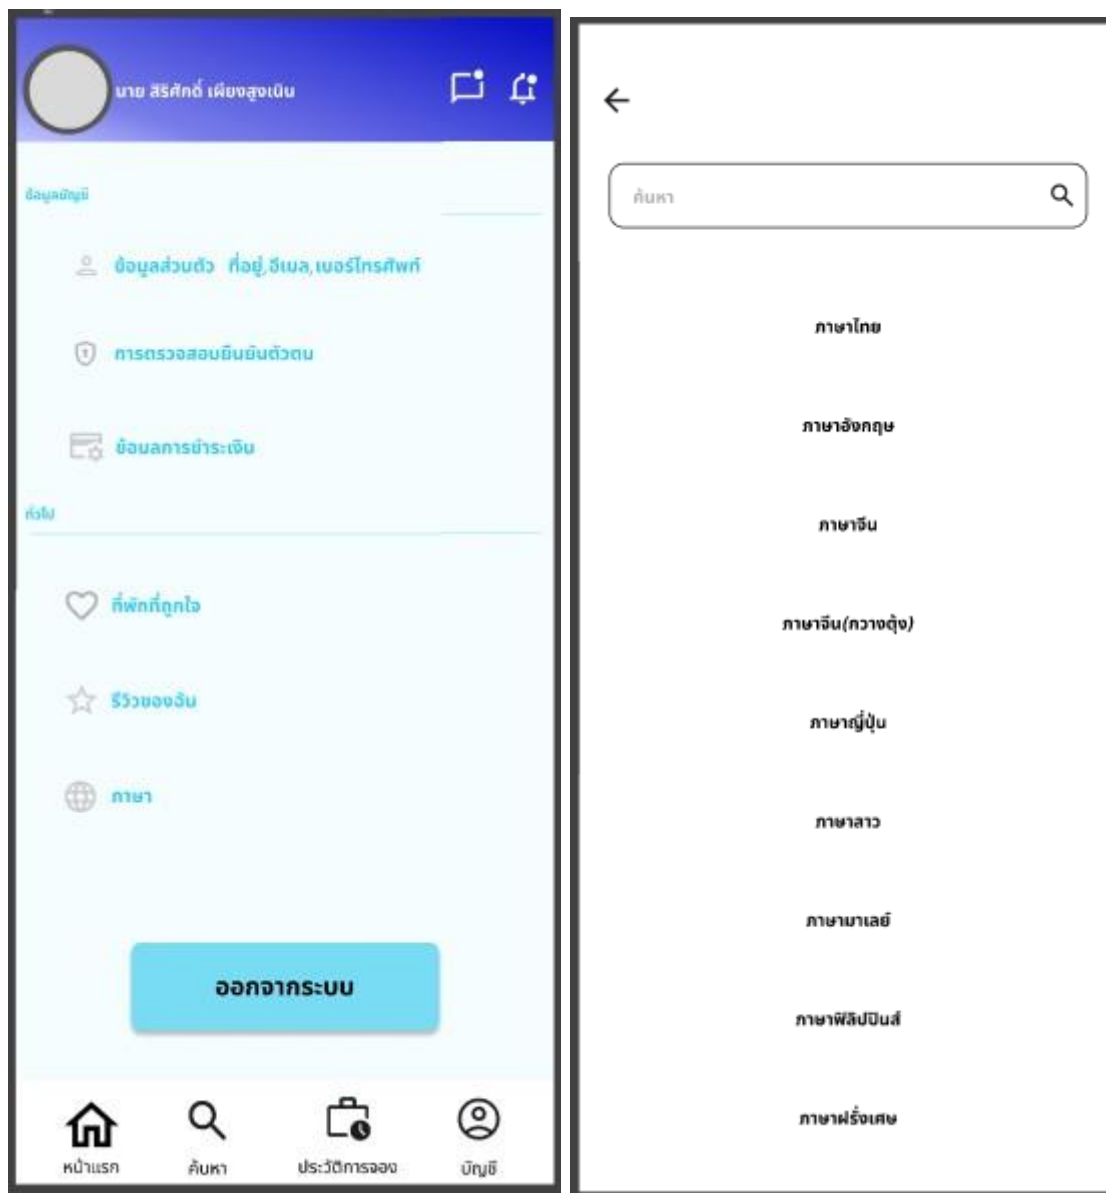 นาย สิริศักดิ์ เผียงสูงเนิน
ข้อมูลบัญชี
ข้อมูลส่วนตัว ที่อยู่,อีเมล,เบอร์โทรศัพท์
การตรวจสอบยืนยันตัวตน
ข้อมูลการชำระเงิน
ทั่วไป
ที่พักที่ถูกใจ
รีวิวของฉัน
ภาษา
ออกจากระบบ
หน้าแรก
ค้นหา
ประวัติการจอง
บัญชี
ค้นหา
ภาษาไทย
ภาษาอังกฤษ
ภาษาจีน
ภาษาจีน(กวางตุ้ง)
ภาษาญี่ปุ่น
ภาษาลาว
ภาษามาเลย์
ภาษาฟิลิปปินส์
ภาษาฝรั่งเศษ